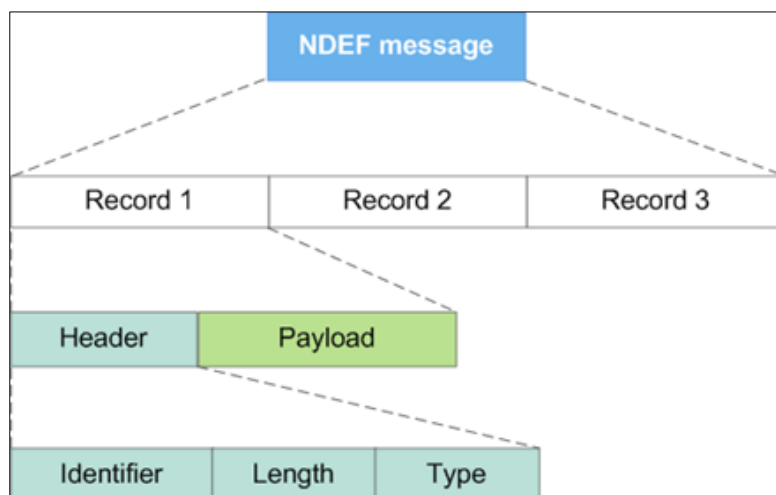 NDEF message
Record 1
Record 2
Record 3
Header
Payload
Identifier
Length
Type